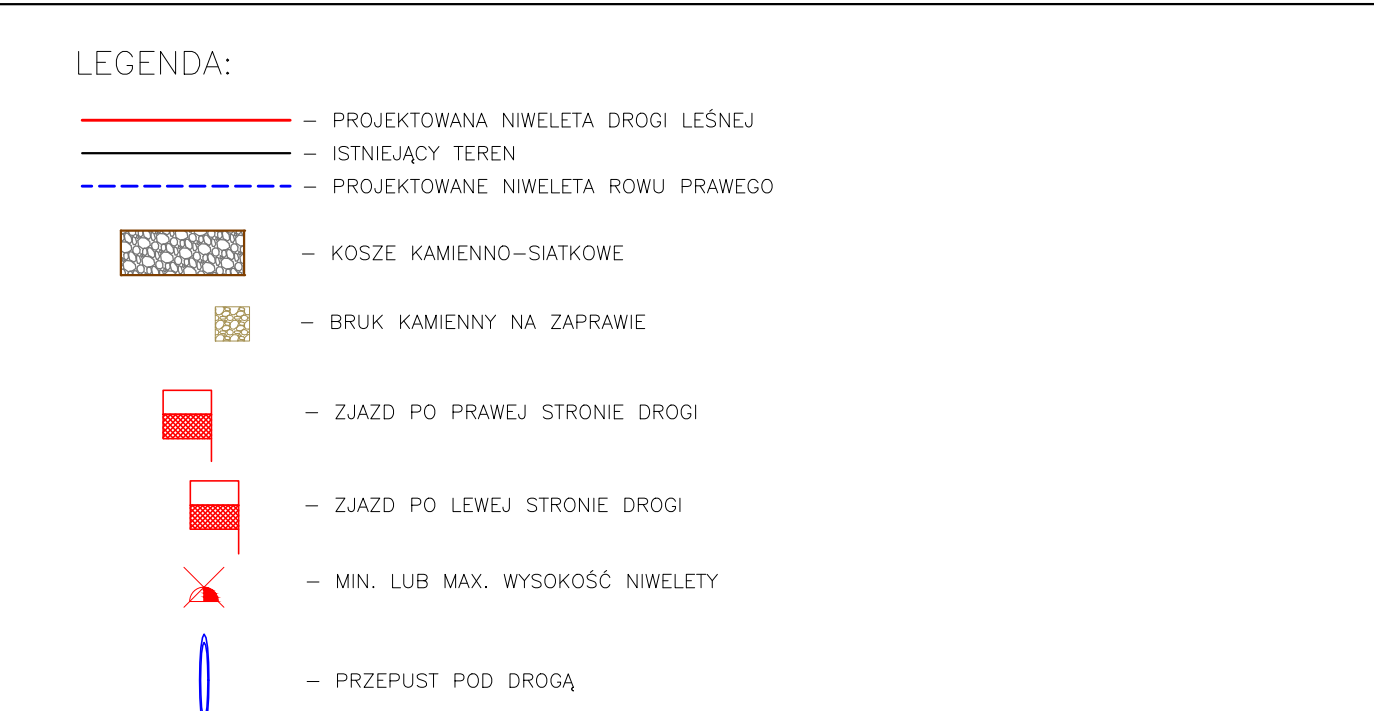 LEGENDA:
– PROJEKTOWANA NIWELETA DROGI LEŚNEJ
– ISTNIEJĄCY TEREN
– PROJEKTOWANE NIWELETA ROWU PRAWEGO
– KOSZE KAMIENNO–SIATKOWE
– BRUK KAMIENNY NA ZAPRAWIE
– ZJAZD PO PRAWEJ STRONIE DROGI
– ZJAZD PO LEWEJ STRONIE DROGI
– MIN. LUB MAX. WYSOKOŚĆ NIWELETY
– PRZEPUST POD DROGĄ